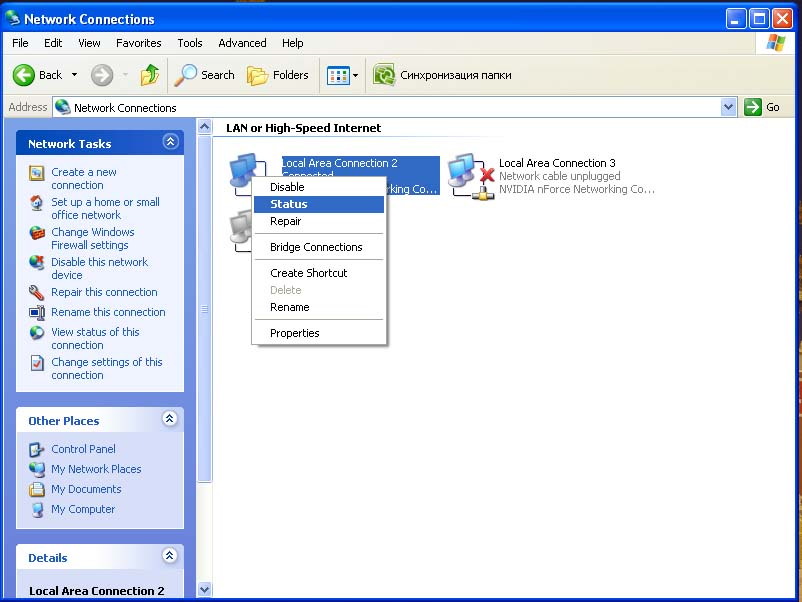 Network Connections
File Edit View Favorites Tools Advanced Help
Back Search Folders Синхронизация папки
Address Network Connections Go
Network Tasks
Create a new
connection
Set up a home or small
office network
Change Windows
Firewall settings
Disable this network
device
Repair this connection
Rename this connection
View status of this
connection
Change settings of this
connection
Other Places
Control Panel
My Network Places
My Documents
My Computer
Details
Local Area Connection 2
LAN or High-Speed Internet
Local Area Connection 2
Connected
Co...
Local Area Connection 3
Network cable unplugged
NVIDIA nForce Networking Co...
Disable
Status
Repair
Bridge Connections
Create Shortcut
Delete
Rename
Properties